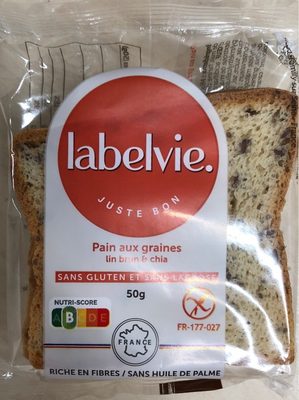 labelvie.
JUSTE BON
Pain aux graines
lin brun & chia
SANS GLUTEN ET SANS LACTOSE
50g
NUTRI-SCORE
A B C D E
FR-177-027
FRANCE
RICHE EN FIBRES / SANS HUILE DE PALME